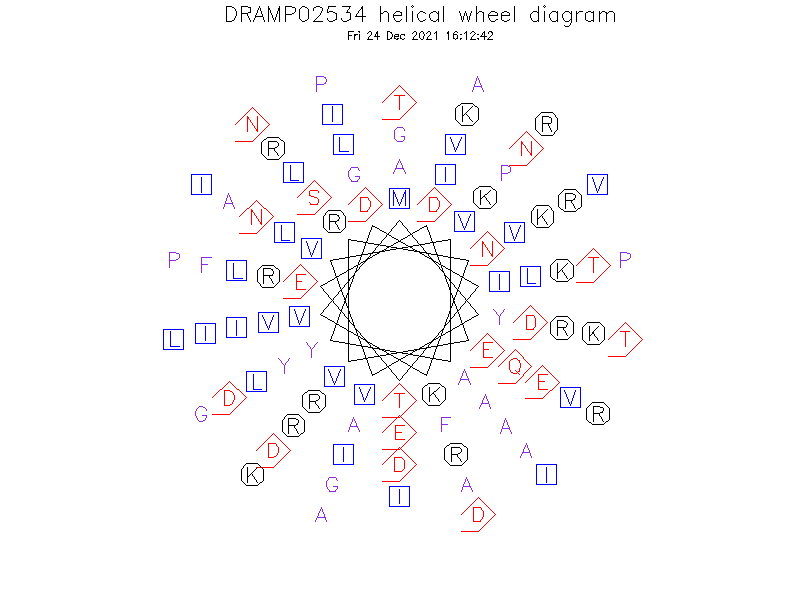 DRAMP02534 helical wheel diagram
Fri 24 Dec 2021 16:12:42
P A
I T K
N R
G
R L V N
L G A I P
I V
A S D M D K R
N R V K
L V
V N
P F L R E I L K T P
L I I V V Y D R K T
Y E
Y Q
L V A E
G D R V T K A V R
R A E F A
D I D R A
K G I A I
A D